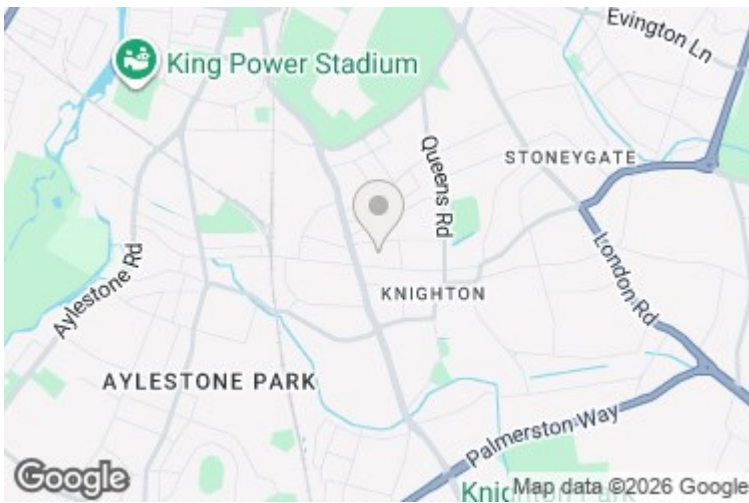 Evington Ln
King Power Stadium
Queens Rd
STONEYGATE
London Rd
Aylestone Rd
KNIGHTON
AYLESTONE PARK
Palmerston Way
Google
Map data ©2026 Google